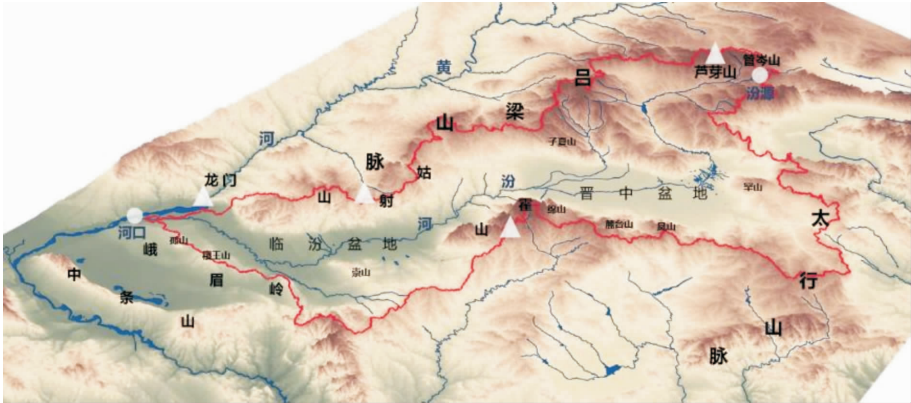 黄河
吕梁山脉
芦芽山
管岑山
汾源
子夏山
龙门
姑射山
汾河
晋中盆地
罕山
太行山脉
霍山
绵山
麓台山
临汾盆地
河口
孤山
稷王山
峨眉岭
崇山
中条山